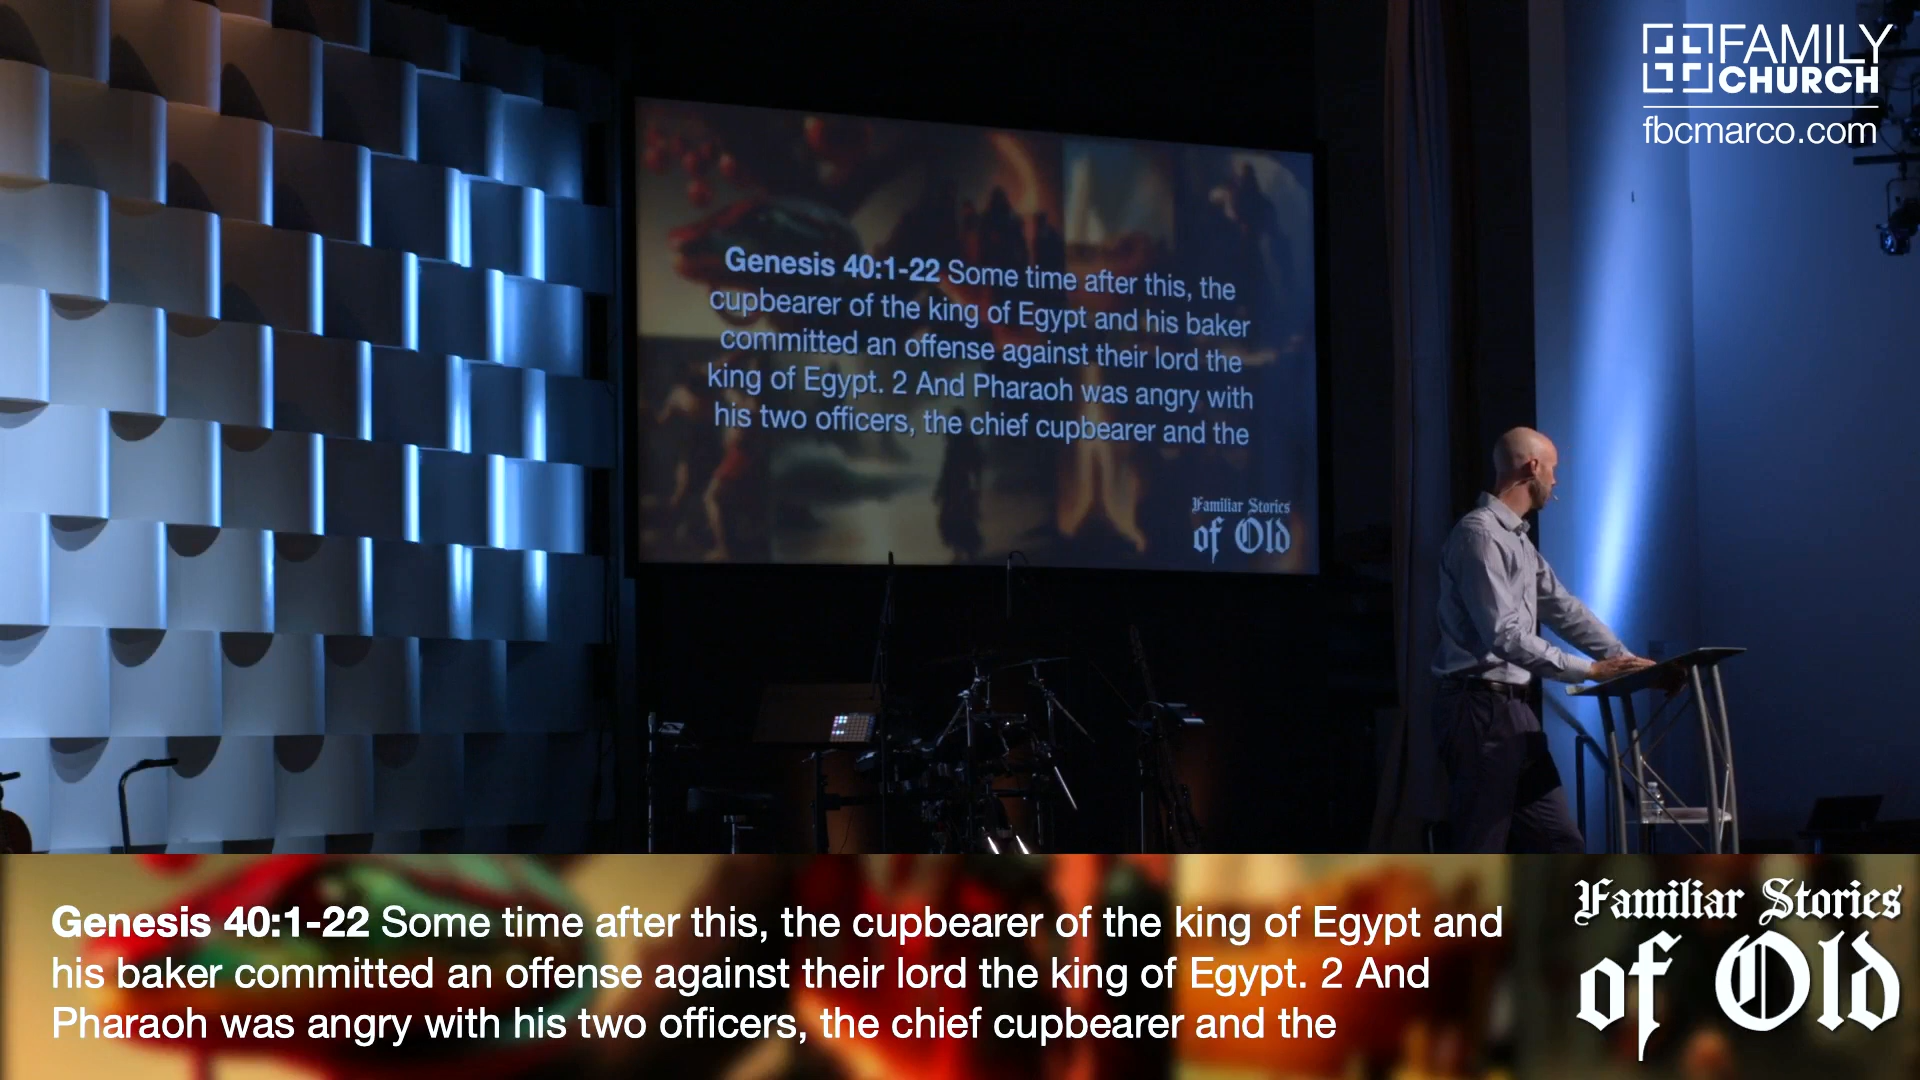 FAMILY
CHURCH
fbcmarco.com
Genesis 40:1-22 Some time after this, the
cupbearer of the king of Egypt and his baker
committed an offense against their lord the
king of Egypt. 2 And Pharaoh was angry with
his two officers, the chief cupbearer and the
Familiar Stories
of Old
Genesis 40:1-22 Some time after this, the cupbearer of the king of Egypt and
his baker committed an offense against their lord the king of Egypt. 2 And
Pharaoh was angry with his two officers, the chief cupbearer and the
Familiar Stories
of Old